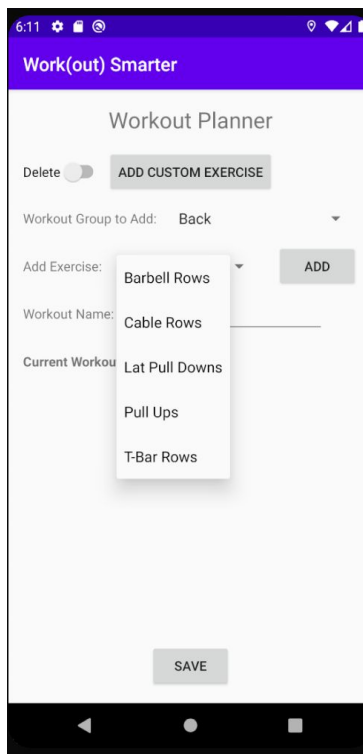 6:11
Work(out) Smarter
Workout Planner
Delete ADD CUSTOM EXERCISE
Workout Group to Add: Back
Add Exercise: ADD
Barbell Rows
Workout Name:
Cable Rows
Current Workou
Lat Pull Downs
Pull Ups
T-Bar Rows
SAVE